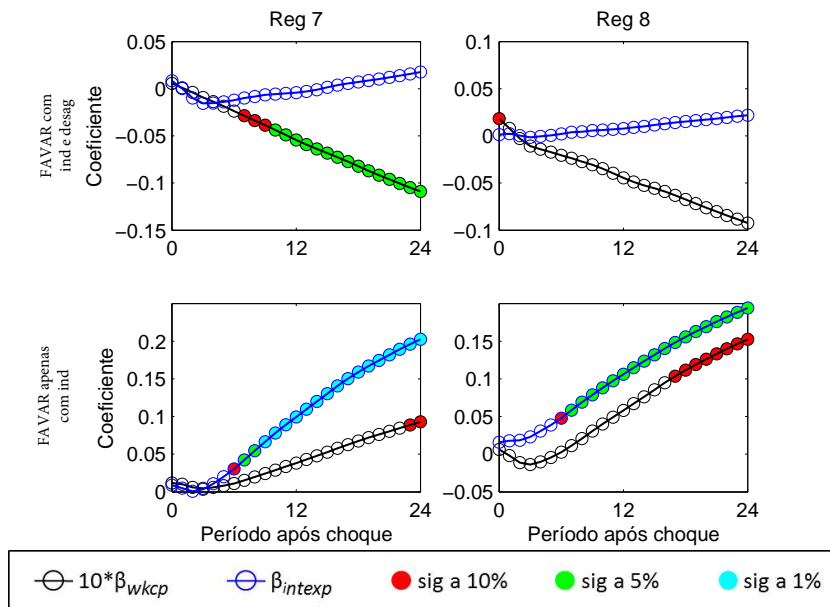 Reg 7
Reg 8
FAVAR com
ind e desag
Coeficiente
0.05
0
−0.05
−0.1
−0.15
0
12
24
0.1
0.05
0
−0.05
−0.1
0
12
24
FAVAR apenas
com ind
Coeficiente
0.2
0.15
0.1
0.05
0
0
12
24
Período após choque
0.15
0.1
0.05
0
−0.05
0
12
24
Período após choque
10*βwkcp
βintexp
sig a 10%
sig a 5%
sig a 1%